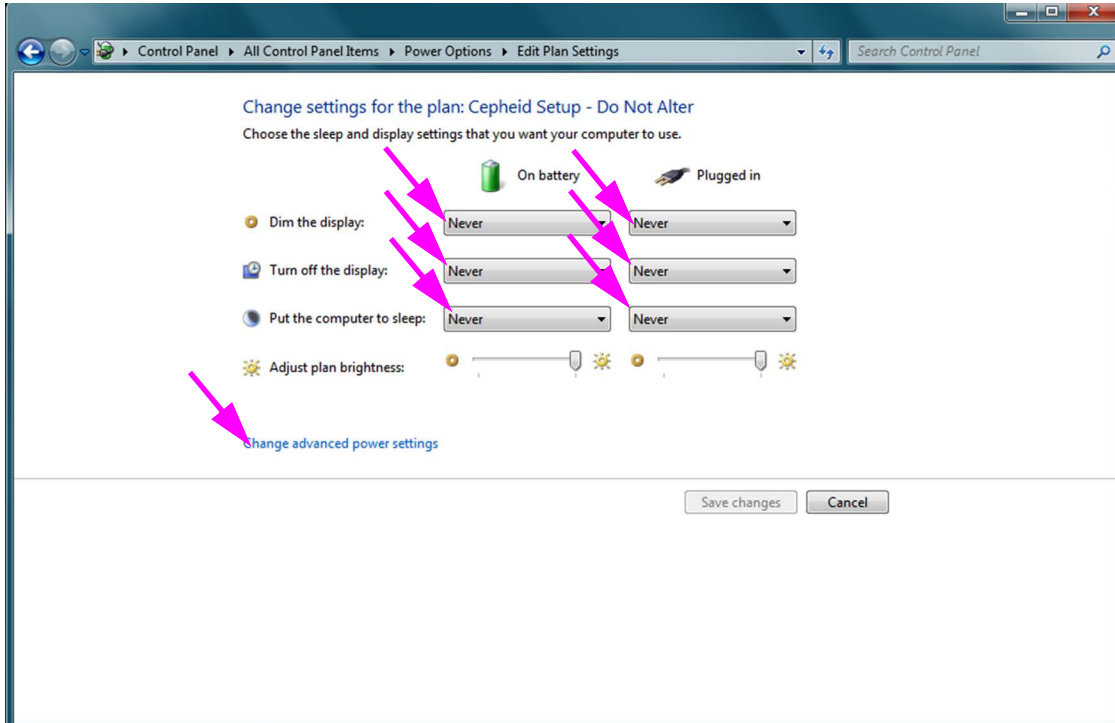 Control Panel All Control Panel Items Power Options Edit Plan Settings Search Control Panel
Change settings for the plan: Cepheid Setup - Do Not Alter
Choose the sleep and display settings that you want your computer to use.
On battery Plugged in
Dim the display: Never Never
Turn off the display: Never Never
Put the computer to sleep: Never Never
Adjust plan brightness:
Change advanced power settings
Save changes Cancel